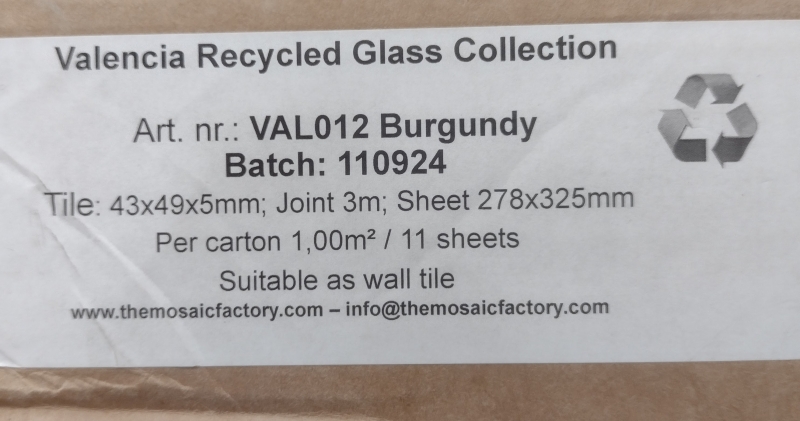 Valencia Recycled Glass Collection
Art. nr.: VAL012 Burgundy
Batch: 110924
Tile: 43x49x5mm; Joint 3m; Sheet 278x325mm
Per carton 1,00m² / 11 sheets
Suitable as wall tile
www.themosaicfactory.com – info@themosaicfactory.com